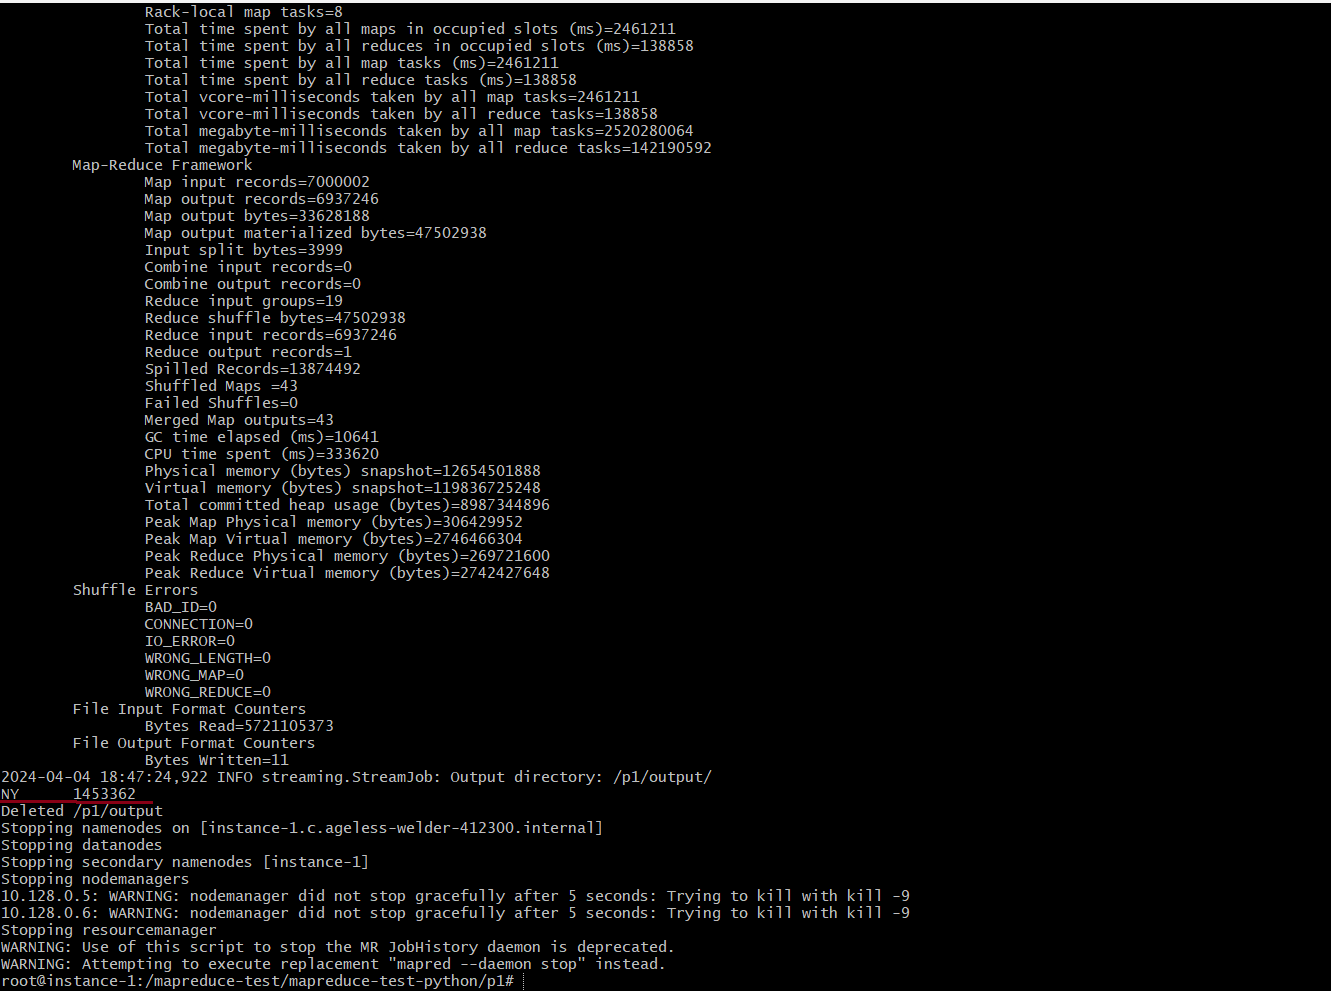 Rack-local map tasks=8
Total time spent by all maps in occupied slots (ms)=2461211
Total time spent by all reduces in occupied slots (ms)=138858
Total time spent by all map tasks (ms)=2461211
Total time spent by all reduce tasks (ms)=138858
Total vcore-milliseconds taken by all map tasks=2461211
Total vcore-milliseconds taken by all reduce tasks=138858
Total megabyte-milliseconds taken by all map tasks=2520280064
Total megabyte-milliseconds taken by all reduce tasks=142190592
Map-Reduce Framework
Map input records=7000002
Map output records=6937246
Map output bytes=33628188
Map output materialized bytes=47502938
Input split bytes=3999
Combine input records=0
Combine output records=0
Reduce input groups=19
Reduce shuffle bytes=47502938
Reduce input records=6937246
Reduce output records=1
Spilled Records=13874492
Shuffled Maps =43
Failed Shuffles=0
Merged Map outputs=43
GC time elapsed (ms)=10641
CPU time spent (ms)=333620
Physical memory (bytes) snapshot=12654501888
Virtual memory (bytes) snapshot=119836725248
Total committed heap usage (bytes)=8987344896
Peak Map Physical memory (bytes)=306429952
Peak Map Virtual memory (bytes)=2746466304
Peak Reduce Physical memory (bytes)=269721600
Peak Reduce Virtual memory (bytes)=2742427648
Shuffle Errors
BAD_ID=0
CONNECTION=0
IO_ERROR=0
WRONG_LENGTH=0
WRONG_MAP=0
WRONG_REDUCE=0
File Input Format Counters
Bytes Read=5721105373
File Output Format Counters
Bytes Written=11
2024-04-04 18:47:24,922 INFO streaming.StreamJob: Output directory: /p1/output/
NY 1453362
Deleted /p1/output
Stopping namenodes on [instance-1.c.ageless-welder-412300.internal]
Stopping datanodes
Stopping secondary namenodes [instance-1]
Stopping nodemanagers
10.128.0.5: WARNING: nodemanager did not stop gracefully after 5 seconds: Trying to kill with kill -9
10.128.0.6: WARNING: nodemanager did not stop gracefully after 5 seconds: Trying to kill with kill -9
Stopping resourcemanager
WARNING: Use of this script to stop the MR JobHistory daemon is deprecated.
WARNING: Attempting to execute replacement "mapred --daemon stop" instead.
root@instance-1:/mapreduce-test/mapreduce-test-python/p1#